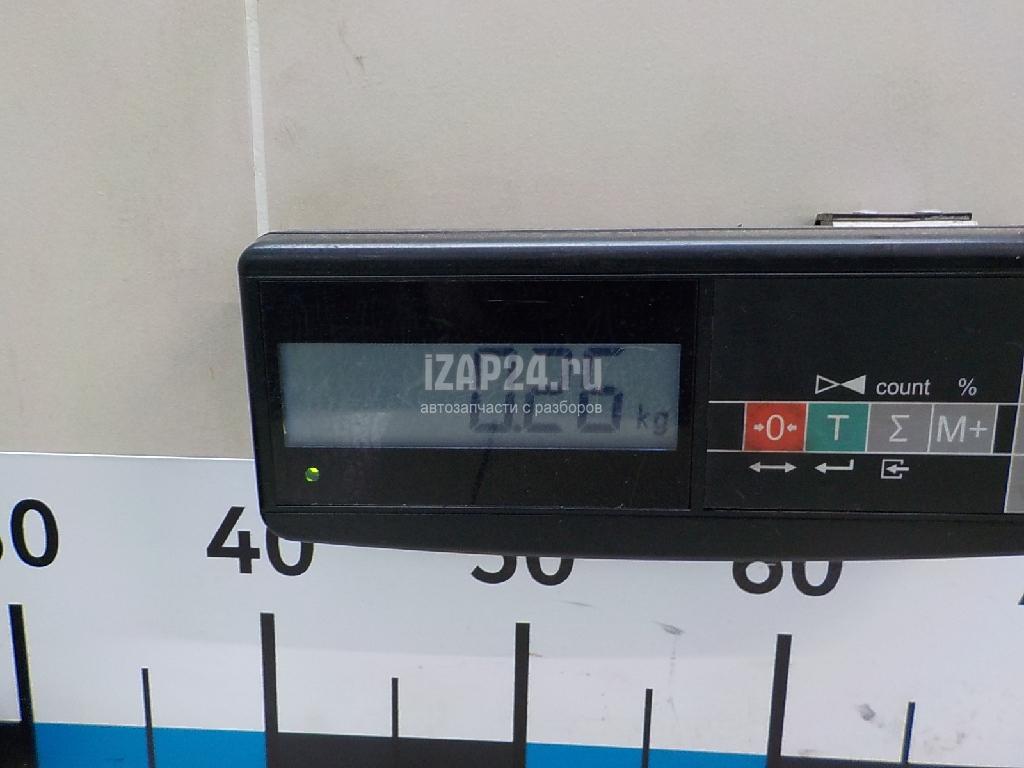 iZAP24.ru
0.26 kg
автозапчасти с разборов
count %
→0← T Σ M+
40 50 60